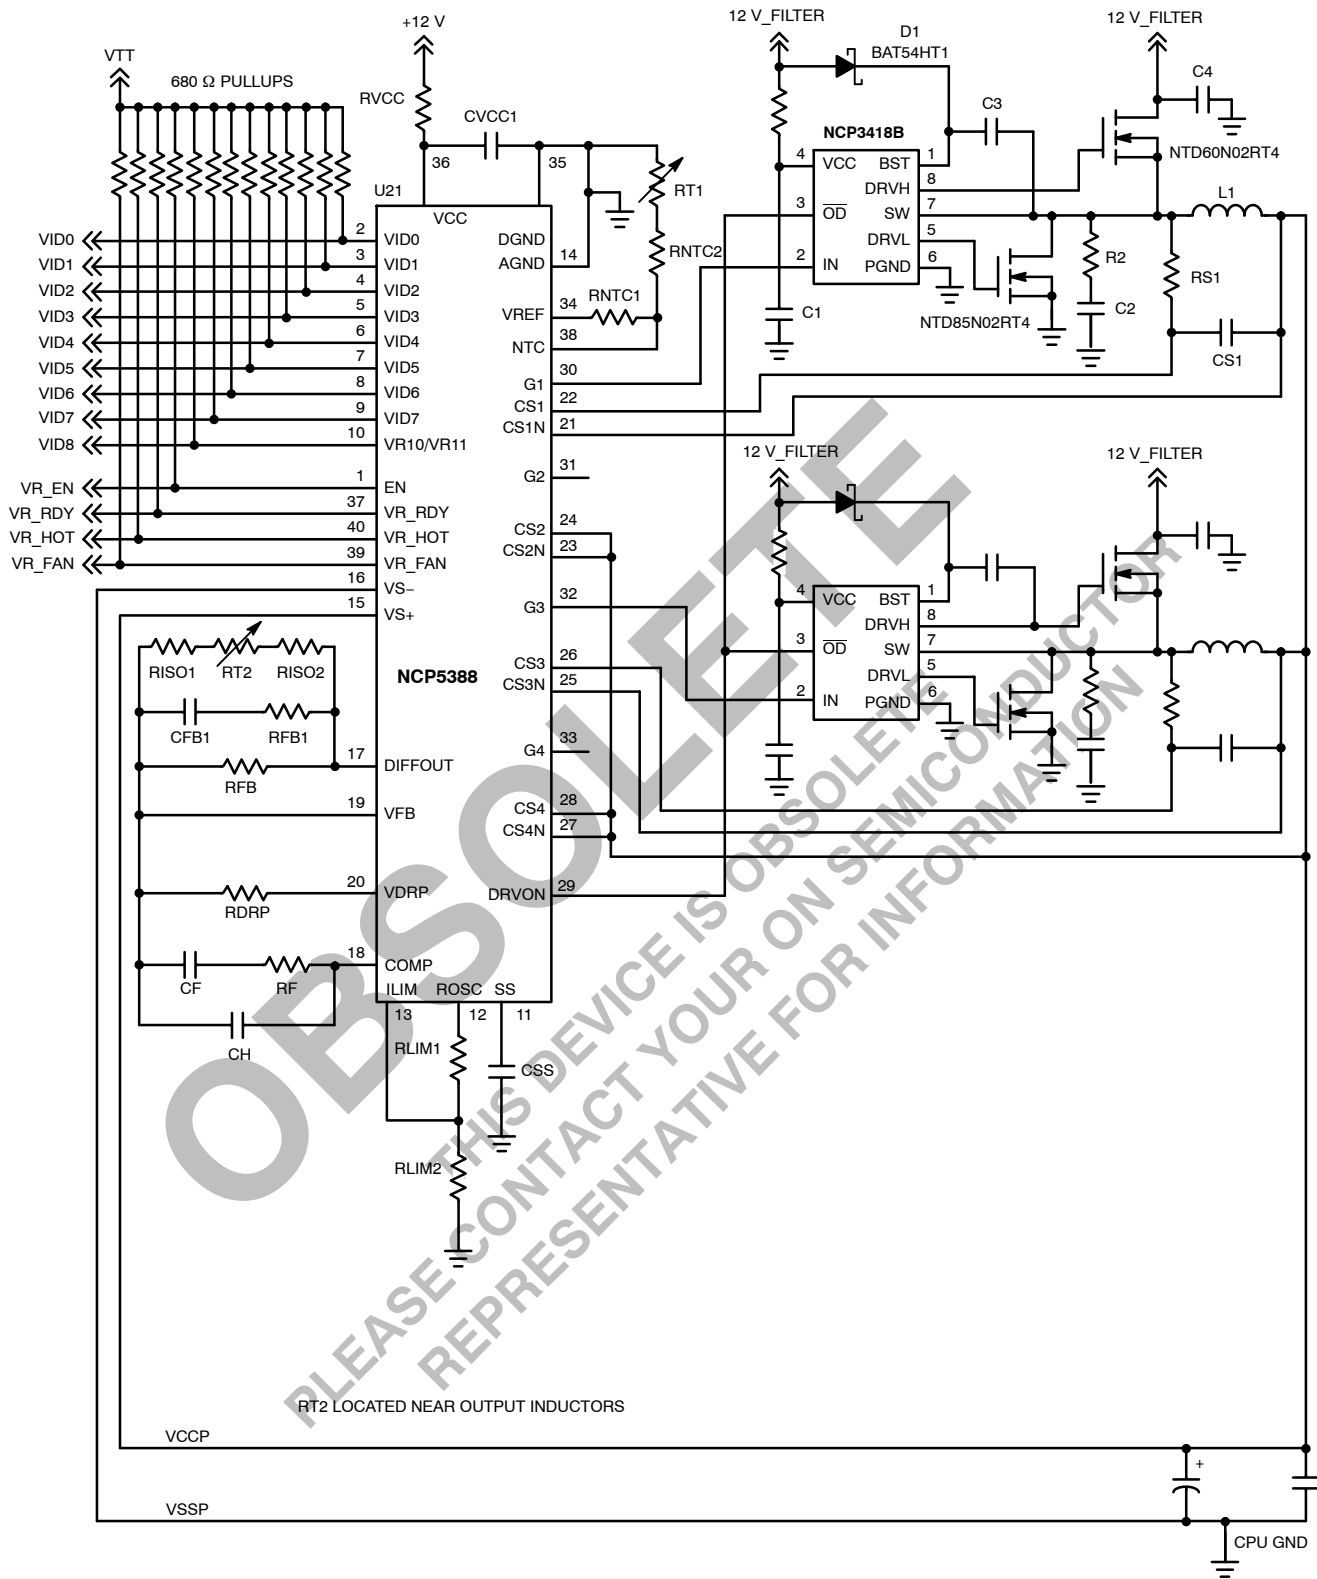 +12 V
12 V_FILTER
D1
BAT54HT1
12 V_FILTER
VTT
680 Ω PULLUPS
RVCC
CVCC1
C3
C4
36
35
NCP3418B
NTD60N02RT4
U21
VCC
RT1
4
VCC
BST
1
DRVH
8
3
OD
SW
7
L1
DRVL
5
2
IN
PGND
6
R2
RS1
C1
NTD85N02RT4
C2
CS1
VID0
2
VID0
DGND
VID1
3
VID1
AGND
14
RNTC2
VID2
4
VID2
RNTC1
VID3
5
VID3
VREF
34
VID4
6
VID4
NTC
38
VID5
7
VID5
VID6
8
VID6
G1
30
VID7
9
VID7
CS1
22
VID8
10
VR10/VR11
CS1N
21
12 V_FILTER
12 V_FILTER
VR_EN
1
EN
G2
31
VR_RDY
37
VR_RDY
VR_HOT
40
VR_HOT
CS2
24
VR_FAN
39
VR_FAN
CS2N
23
16
VS−
15
VS+
G3
32
4
VCC
BST
1
DRVH
8
3
OD
SW
7
DRVL
5
2
IN
PGND
6
RISO1
RT2
RISO2
NCP5388
CS3
26
CS3N
25
CFB1
RFB1
G4
33
17
DIFFOUT
RFB
19
VFB
CS4
28
CS4N
27
20
VDRP
DRVON
29
RDRP
18
COMP
CF
RF
ILIM
ROSC
SS
13
12
11
CH
RLIM1
CSS
RLIM2
OBSOLETE
THIS DEVICE IS OBSOLETE
PLEASE CONTACT YOUR ON SEMICONDUCTOR
REPRESENTATIVE FOR INFORMATION
RT2 LOCATED NEAR OUTPUT INDUCTORS
VCCP
+
VSSP
CPU GND